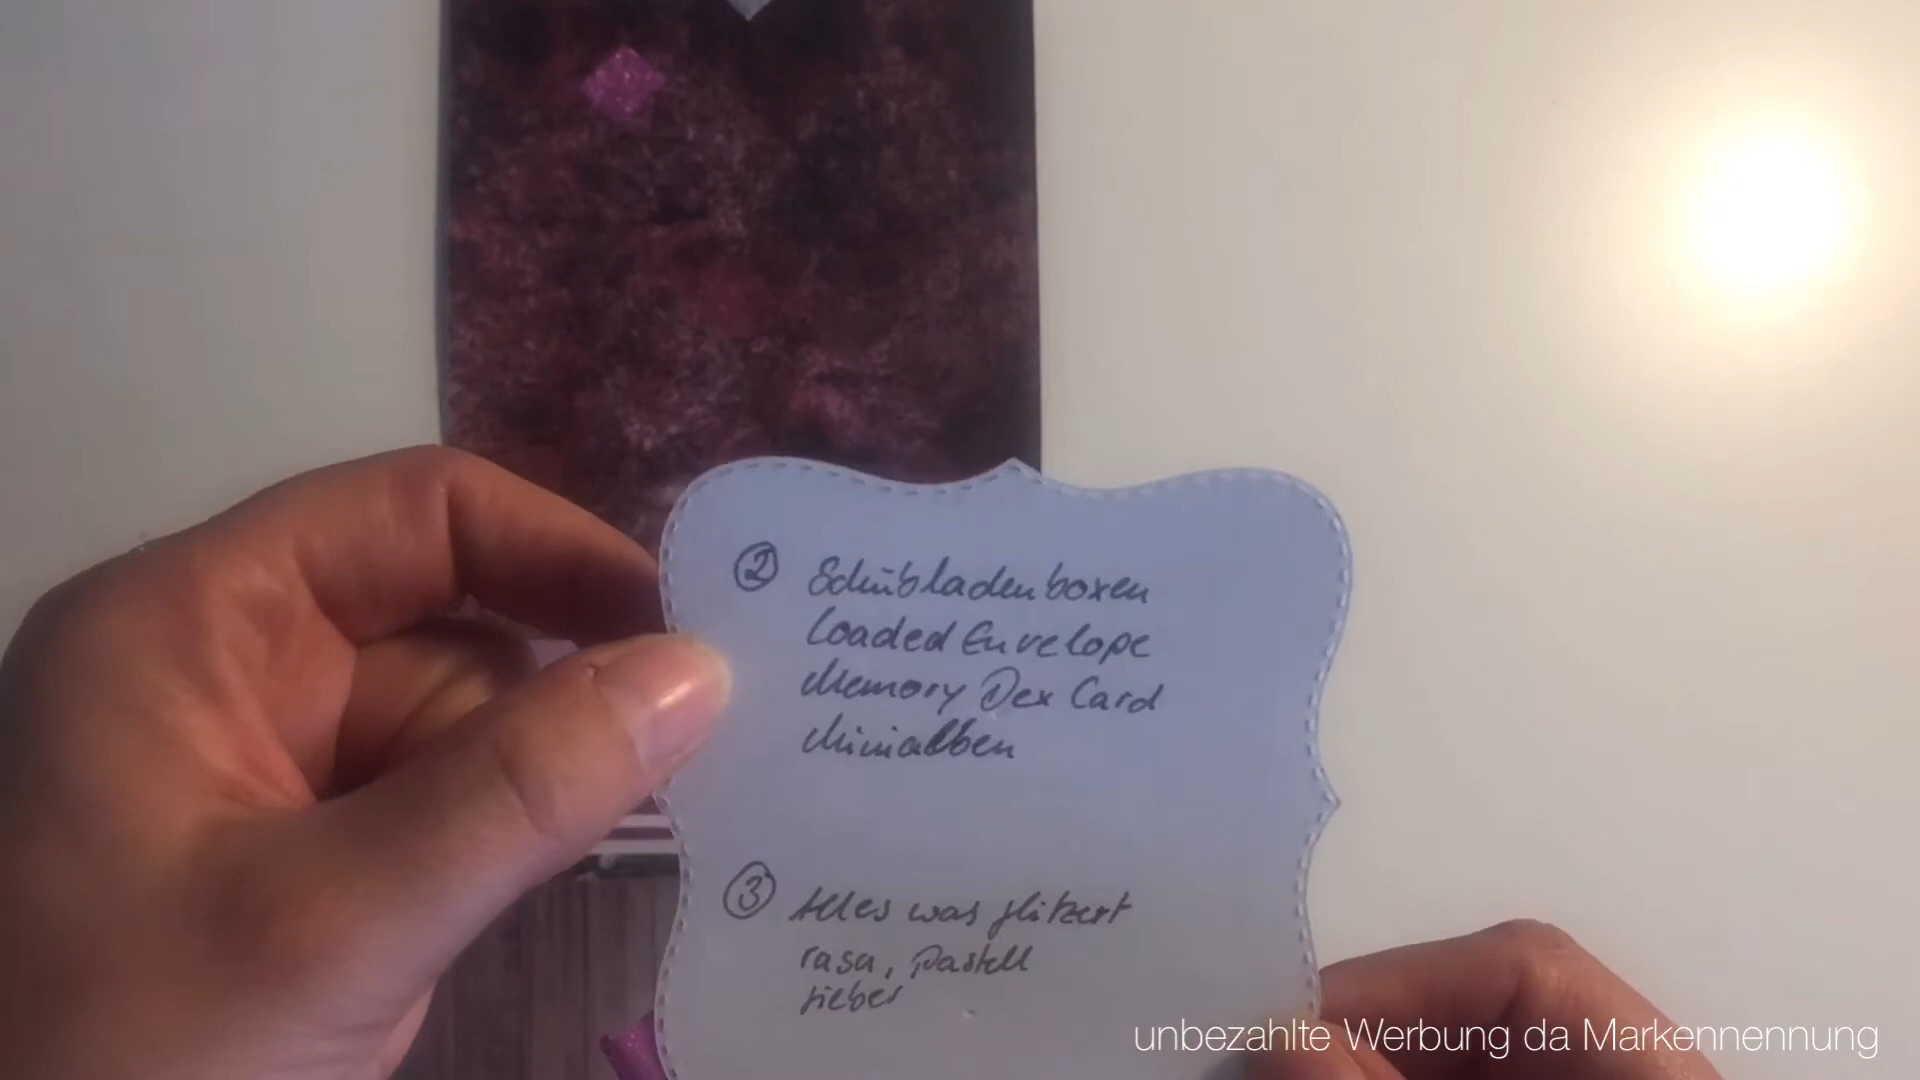 ② Schubladenboxen
Loaded Envelope
Memory Dex Card
Minialben
③ Alles was glitzert
rosa, Pastell
Silber
unbezahlte Werbung da Markennennung